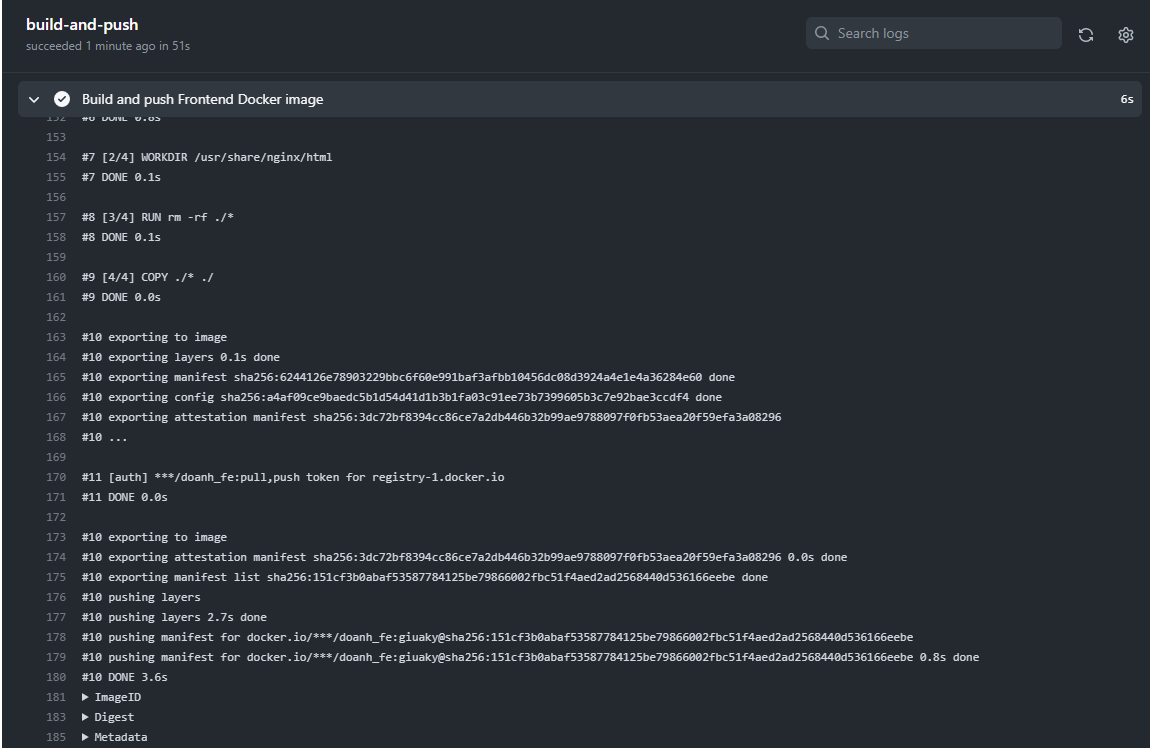 build-and-push
succeeded 1 minute ago in 51s
Search logs
Build and push Frontend Docker image 6s
152 #6 DONE 0.8s
153
154 #7 [2/4] WORKDIR /usr/share/nginx/html
155 #7 DONE 0.1s
156
157 #8 [3/4] RUN rm -rf ./*
158 #8 DONE 0.1s
159
160 #9 [4/4] COPY ./* ./
161 #9 DONE 0.0s
162
163 #10 exporting to image
164 #10 exporting layers 0.1s done
165 #10 exporting manifest sha256:6244126e78903229bbc6f60e991baf3afbb10456dc08d3924a4e1e4a36284e60 done
166 #10 exporting config sha256:a4af09ce9baedc5b1d54d41d1b3b1fa03c91ee73b7399605b3c7e92bae3ccdf4 done
167 #10 exporting attestation manifest sha256:3dc72bf8394cc86ce7a2db446b32b99ae9788097f0fb53aea20f59efa3a08296
168 #10 ...
169
170 #11 [auth] ***/doanh_fe:pull,push token for registry-1.docker.io
171 #11 DONE 0.0s
172
173 #10 exporting to image
174 #10 exporting attestation manifest sha256:3dc72bf8394cc86ce7a2db446b32b99ae9788097f0fb53aea20f59efa3a08296 0.0s done
175 #10 exporting manifest list sha256:151cf3b0abaf53587784125be79866002fbc51f4aed2ad2568440d536166eebe done
176 #10 pushing layers
177 #10 pushing layers 2.7s done
178 #10 pushing manifest for docker.io/***/doanh_fe:giuaky@sha256:151cf3b0abaf53587784125be79866002fbc51f4aed2ad2568440d536166eebe
179 #10 pushing manifest for docker.io/***/doanh_fe:giuaky@sha256:151cf3b0abaf53587784125be79866002fbc51f4aed2ad2568440d536166eebe 0.8s done
180 #10 DONE 3.6s
181 ▶ ImageID
183 ▶ Digest
185 ▶ Metadata